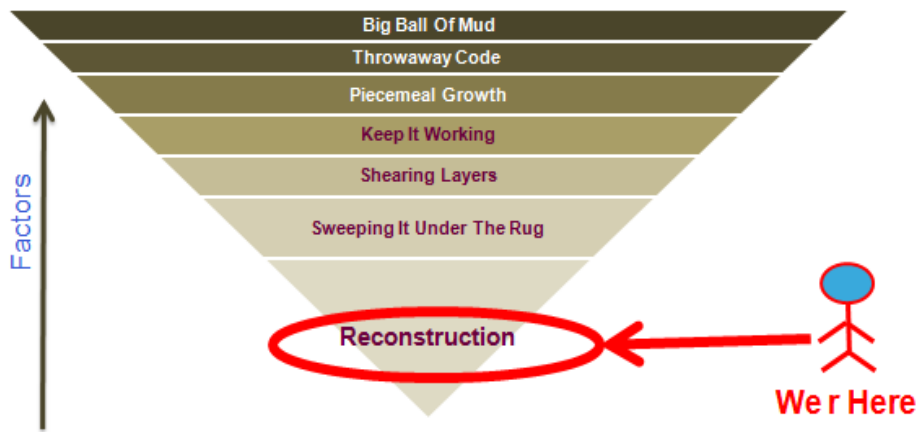 Big Ball Of Mud
Throwaway Code
Piecemeal Growth
Keep It Working
Shearing Layers
Sweeping It Under The Rug
Reconstruction
Factors
We r Here